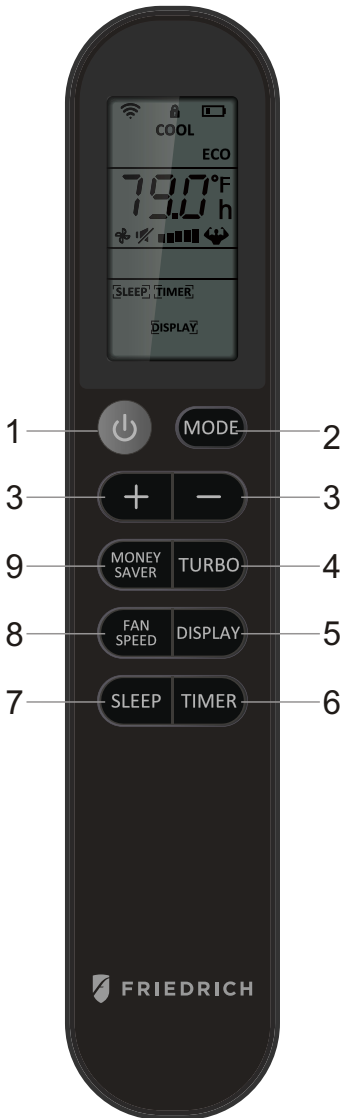 COOL
ECO
79.0°F
h
SLEEP TIMER
DISPLAY
1 MODE 2
3 + − 3
9 MONEY SAVER TURBO 4
8 FAN SPEED DISPLAY 5
7 SLEEP TIMER 6
FRIEDRICH